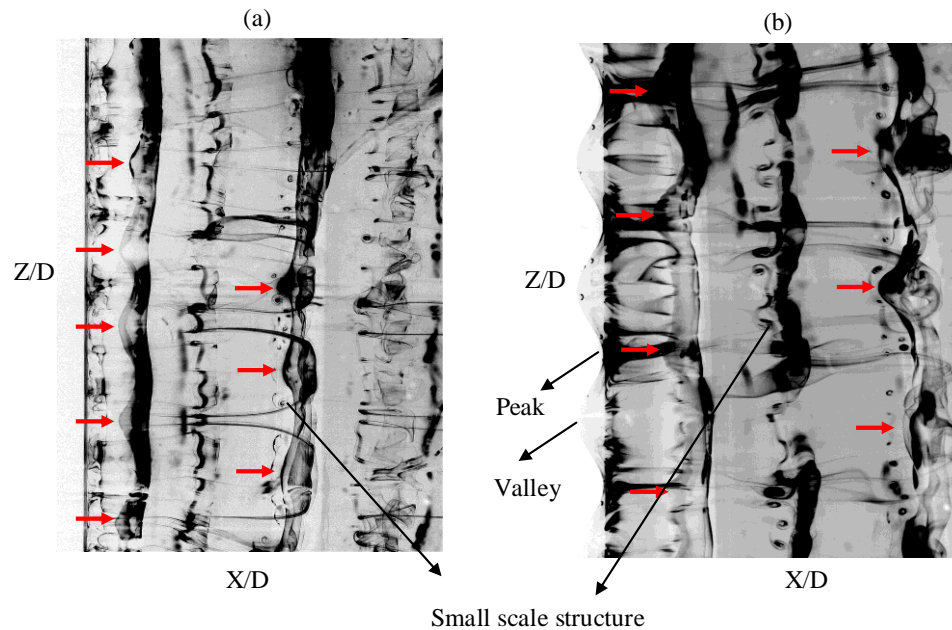 (a)
(b)
Z/D
Z/D
Peak
Valley
X/D
X/D
Small scale structure